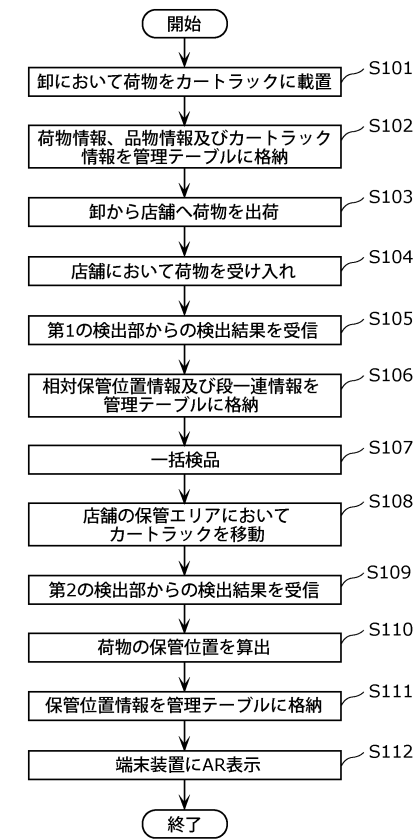 開始
S101
卸において荷物をカートラックに載置
S102
荷物情報、品物情報及びカートラック
情報を管理テーブルに格納
S103
卸から店舗へ荷物を出荷
S104
店舗において荷物を受け入れ
S105
第1の検出部からの検出結果を受信
S106
相対保管位置情報及び段一連情報を
管理テーブルに格納
S107
一括検品
S108
店舗の保管エリアにおいて
カートラックを移動
S109
第2の検出部からの検出結果を受信
S110
荷物の保管位置を算出
S111
保管位置情報を管理テーブルに格納
S112
端末装置にAR表示
終了